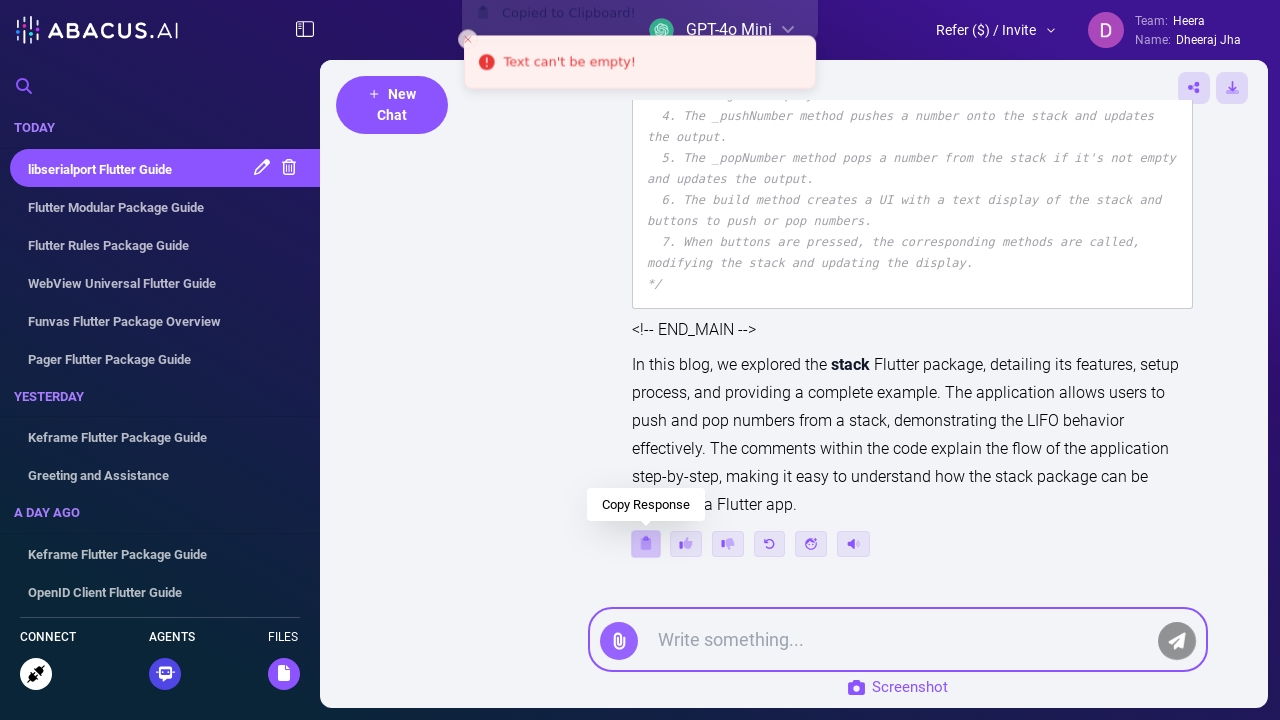 ABACUS.AI
Copied to Clipboard!
GPT-4o Mini
Refer ($) / Invite
D
Team: Heera
Name: Dheeraj Jha
Text can't be empty!
+ New
Chat
TODAY
libserialport Flutter Guide
Flutter Modular Package Guide
Flutter Rules Package Guide
WebView Universal Flutter Guide
Funvas Flutter Package Overview
Pager Flutter Package Guide
YESTERDAY
Keframe Flutter Package Guide
Greeting and Assistance
A DAY AGO
Keframe Flutter Package Guide
OpenID Client Flutter Guide
CONNECT
AGENTS
FILES
4. The _pushNumber method pushes a number onto the stack and updates
the output.
5. The _popNumber method pops a number from the stack if it's not empty
and updates the output.
6. The build method creates a UI with a text display of the stack and
buttons to push or pop numbers.
7. When buttons are pressed, the corresponding methods are called,
modifying the stack and updating the display.
*/
<!-- END_MAIN -->
In this blog, we explored the stack Flutter package, detailing its features, setup
process, and providing a complete example. The application allows users to
push and pop numbers from a stack, demonstrating the LIFO behavior
effectively. The comments within the code explain the flow of the application
step-by-step, making it easy to understand how the stack package can be
a Flutter app.
Copy Response
Write something...
Screenshot